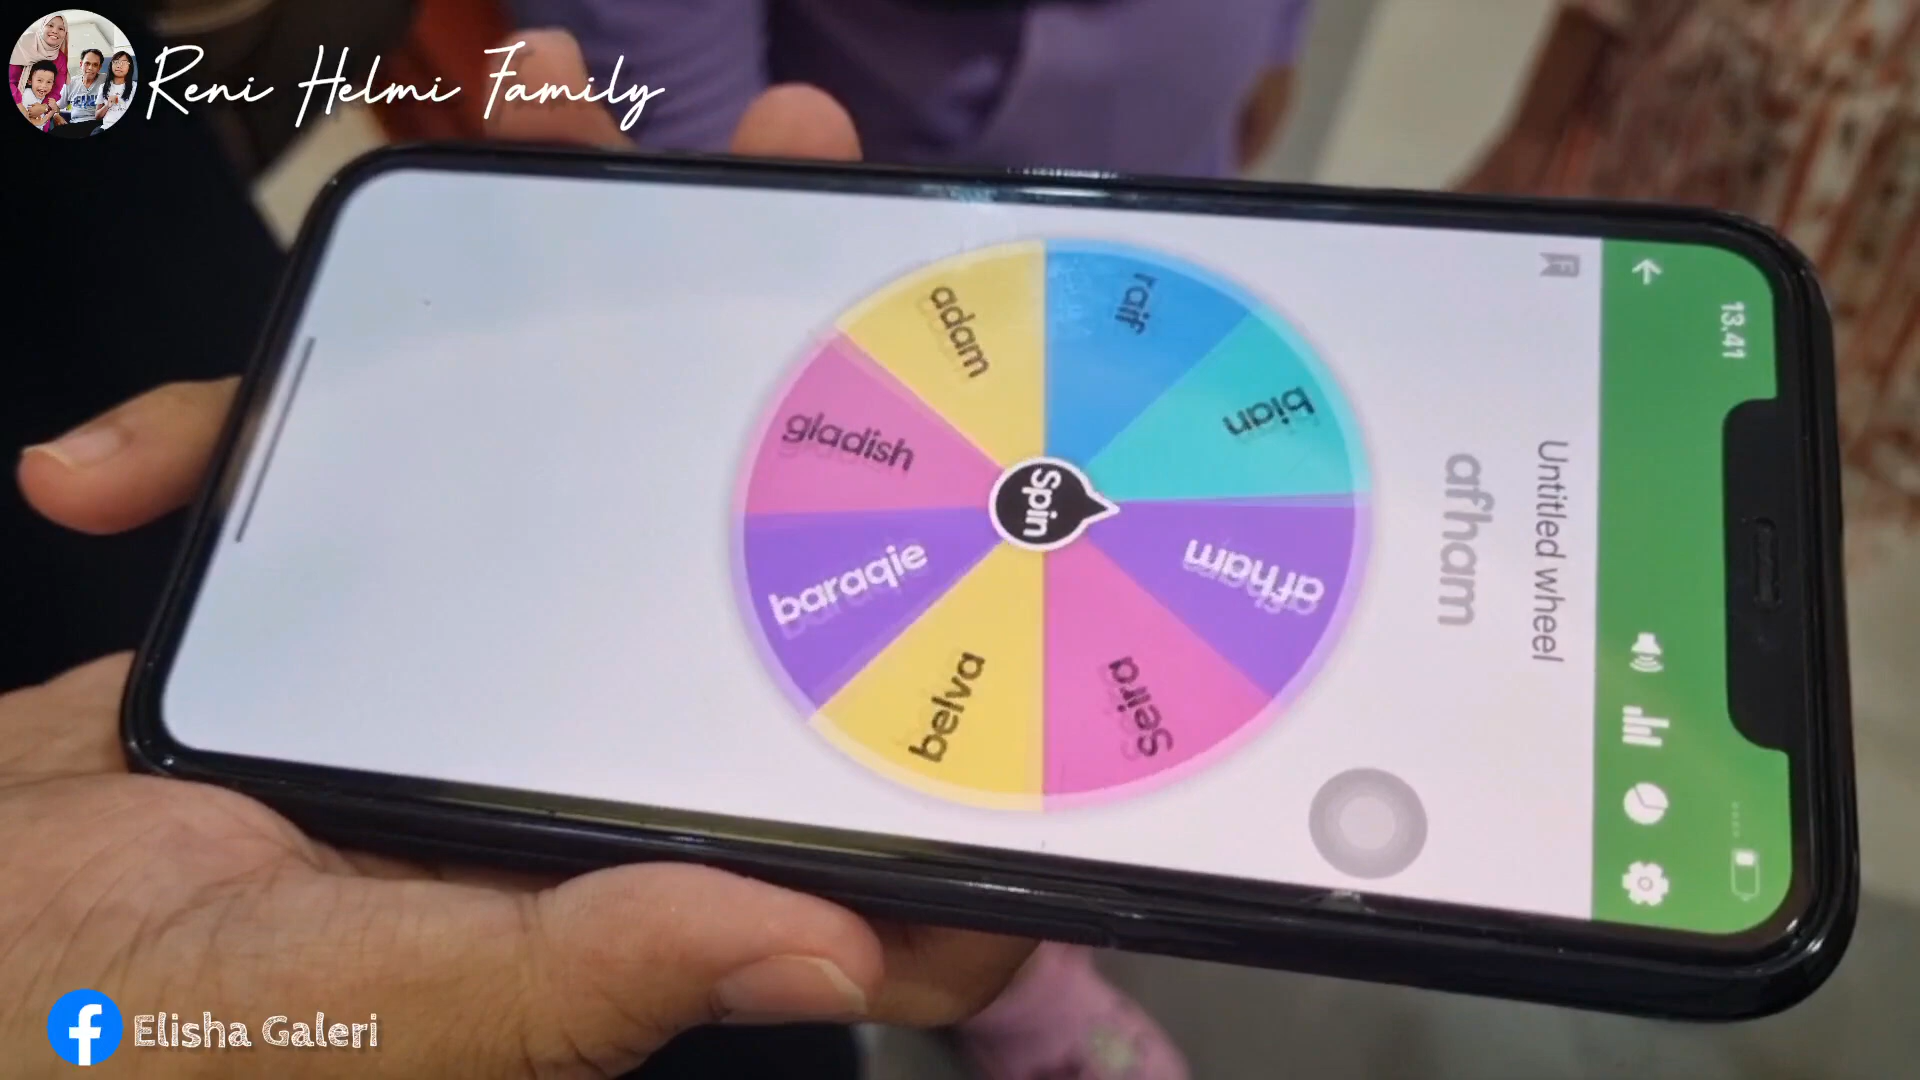 Reni Helmi Family
13.41
Untitled wheel
afham
raif
bian
afham
Seira
belva
baraqie
gladish
adam
Spin
Elisha Galeri